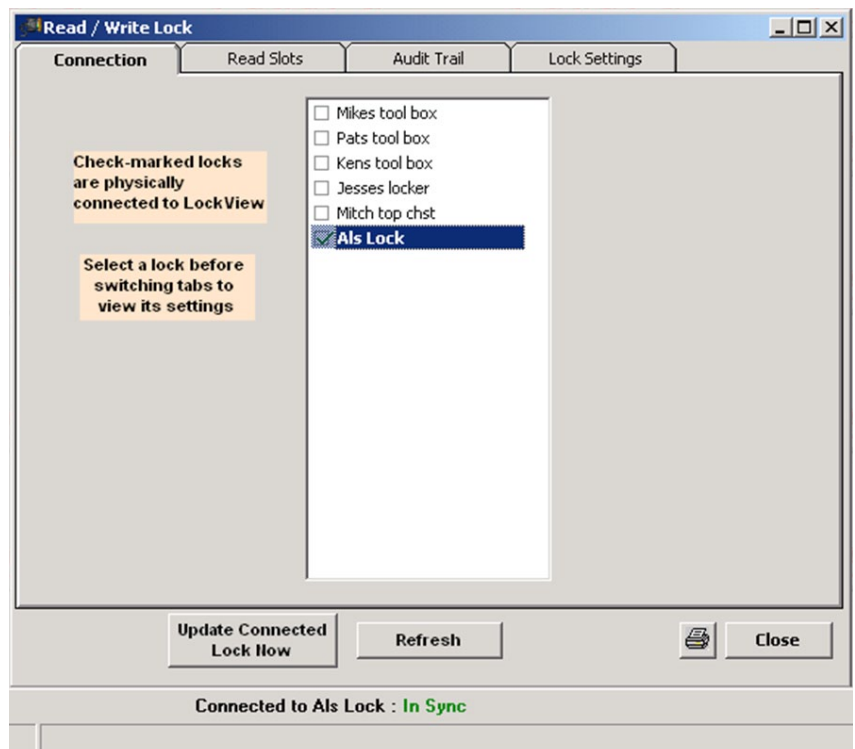 Read / Write Lock
Connection
Read Slots
Audit Trail
Lock Settings
Mikes tool box
Pats tool box
Kens tool box
Jesses locker
Mitch top chst
Als Lock
Check-marked locks
are physically
connected to LockView
Select a lock before
switching tabs to
view its settings
Update Connected
Lock Now
Refresh
Close
Connected to Als Lock : In Sync